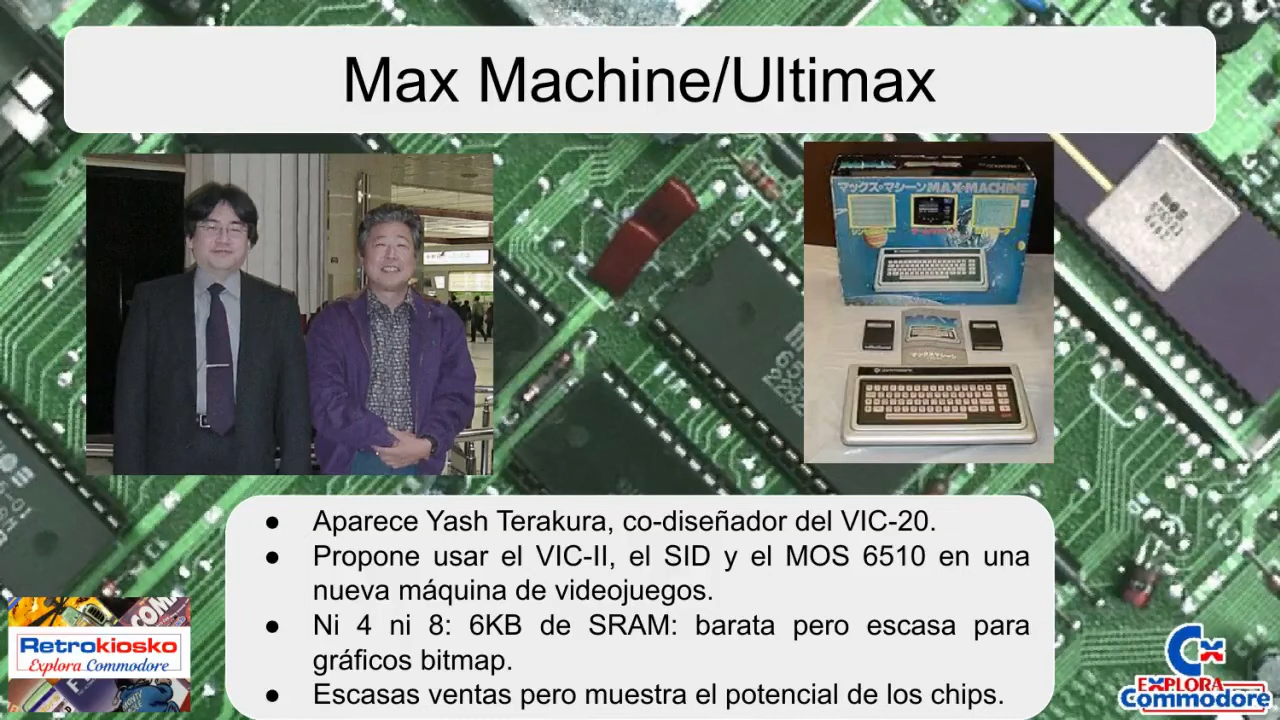 Max Machine/Ultimax
マックス・マシーン MAX-MACHINE
MAX
● Aparece Yash Terakura, co-diseñador del VIC-20.
● Propone usar el VIC-II, el SID y el MOS 6510 en una
nueva máquina de videojuegos.
● Ni 4 ni 8: 6KB de SRAM: barata pero escasa para
gráficos bitmap.
● Escasas ventas pero muestra el potencial de los chips.
Retrokiosko
Explora Commodore
EXPLORA
Commodore